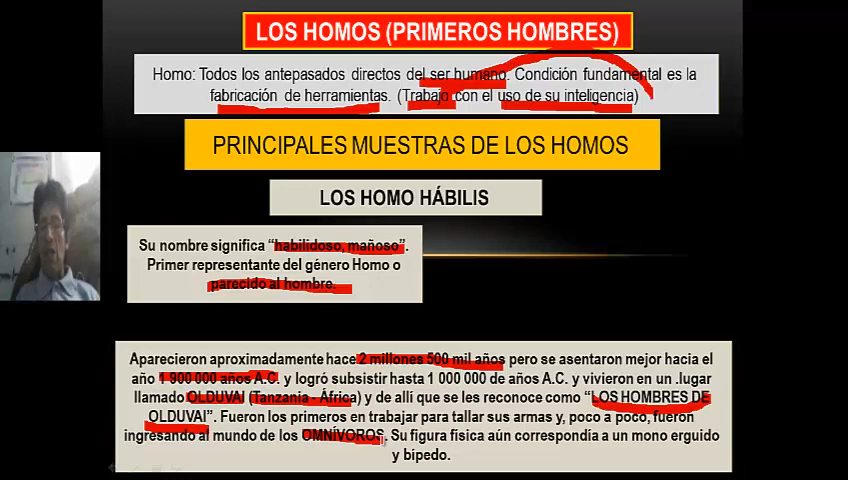 LOS HOMOS (PRIMEROS HOMBRES)
Homo: Todos los antepasados directos del ser humano. Condición fundamental es la
fabricación de herramientas. (Trabajo con el uso de su inteligencia)
PRINCIPALES MUESTRAS DE LOS HOMOS
LOS HOMO HÁBILIS
Su nombre significa “habilidoso, mañoso”.
Primer representante del género Homo o
parecido al hombre.
Aparecieron aproximadamente hace 2 millones 500 mil años pero se asentaron mejor hacia el
año 1 900 000 años A.C. y logró subsistir hasta 1 000 000 de años A.C. y vivieron en un .lugar
llamado OLDUVAI (Tanzania - África) y de allí que se les reconoce como “LOS HOMBRES DE
OLDUVAI”. Fueron los primeros en trabajar para tallar sus armas y, poco a poco, fueron
ingresando al mundo de los OMNÍVOROS. Su figura física aún correspondía a un mono erguido
y bípedo.